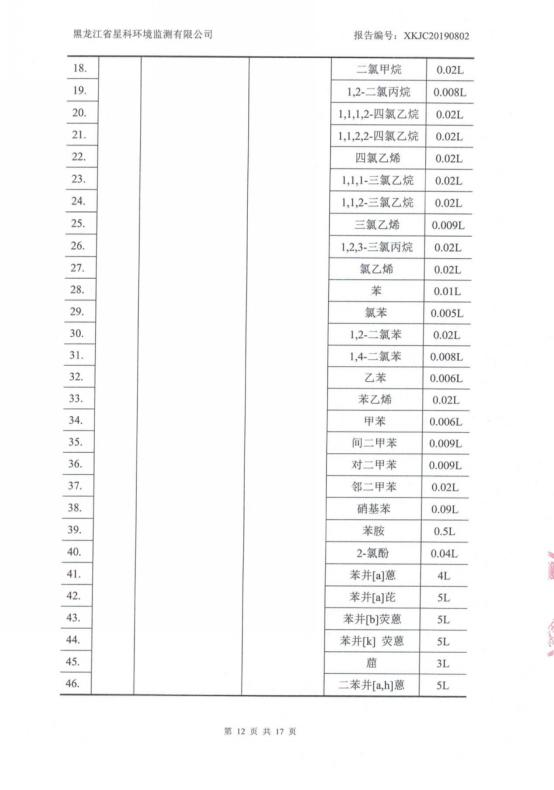 黑龙江省星科环境监测有限公司 报告编号：XKJC20190802
18. 二氯甲烷 0.02L
19. 1,2-二氯丙烷 0.008L
20. 1,1,1,2-四氯乙烷 0.02L
21. 1,1,2,2-四氯乙烷 0.02L
22. 四氯乙烯 0.02L
23. 1,1,1-三氯乙烷 0.02L
24. 1,1,2-三氯乙烷 0.02L
25. 三氯乙烯 0.009L
26. 1,2,3-三氯丙烷 0.02L
27. 氯乙烯 0.02L
28. 苯 0.01L
29. 氯苯 0.005L
30. 1,2-二氯苯 0.02L
31. 1,4-二氯苯 0.008L
32. 乙苯 0.006L
33. 苯乙烯 0.02L
34. 甲苯 0.006L
35. 间二甲苯 0.009L
36. 对二甲苯 0.009L
37. 邻二甲苯 0.02L
38. 硝基苯 0.09L
39. 苯胺 0.5L
40. 2-氯酚 0.04L
41. 苯并[a]蒽 4L
42. 苯并[a]芘 5L
43. 苯并[b]荧蒽 5L
44. 苯并[k] 荧蒽 5L
45. 䓛 3L
46. 二苯并[a,h]蒽 5L
第 12 页 共 17 页